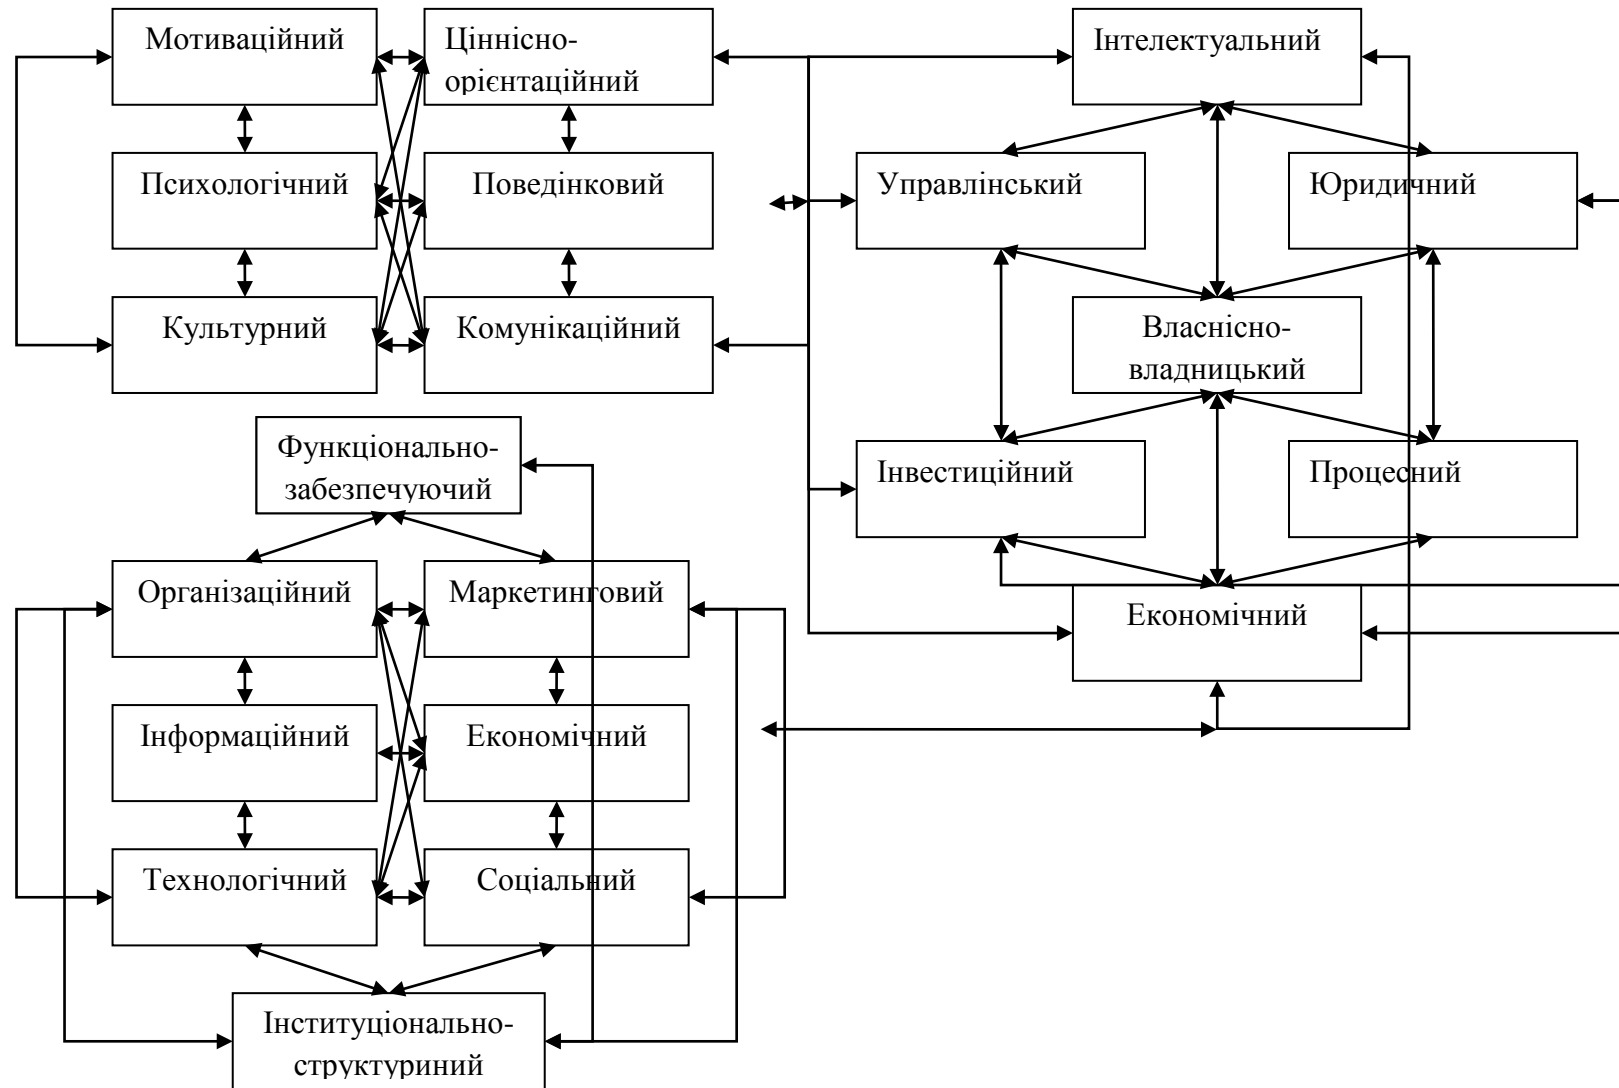 Мотиваційний
Ціннісно-
орієнтаційний
Психологічний
Поведінковий
Культурний
Комунікаційний
Інтелектуальний
Управлінський
Юридичний
Власнісно-
владницький
Інвестиційний
Процесний
Економічний
Функціонально-
забезпечуючий
Організаційний
Маркетинговий
Інформаційний
Економічний
Технологічний
Соціальний
Інституціонально-
структуриний